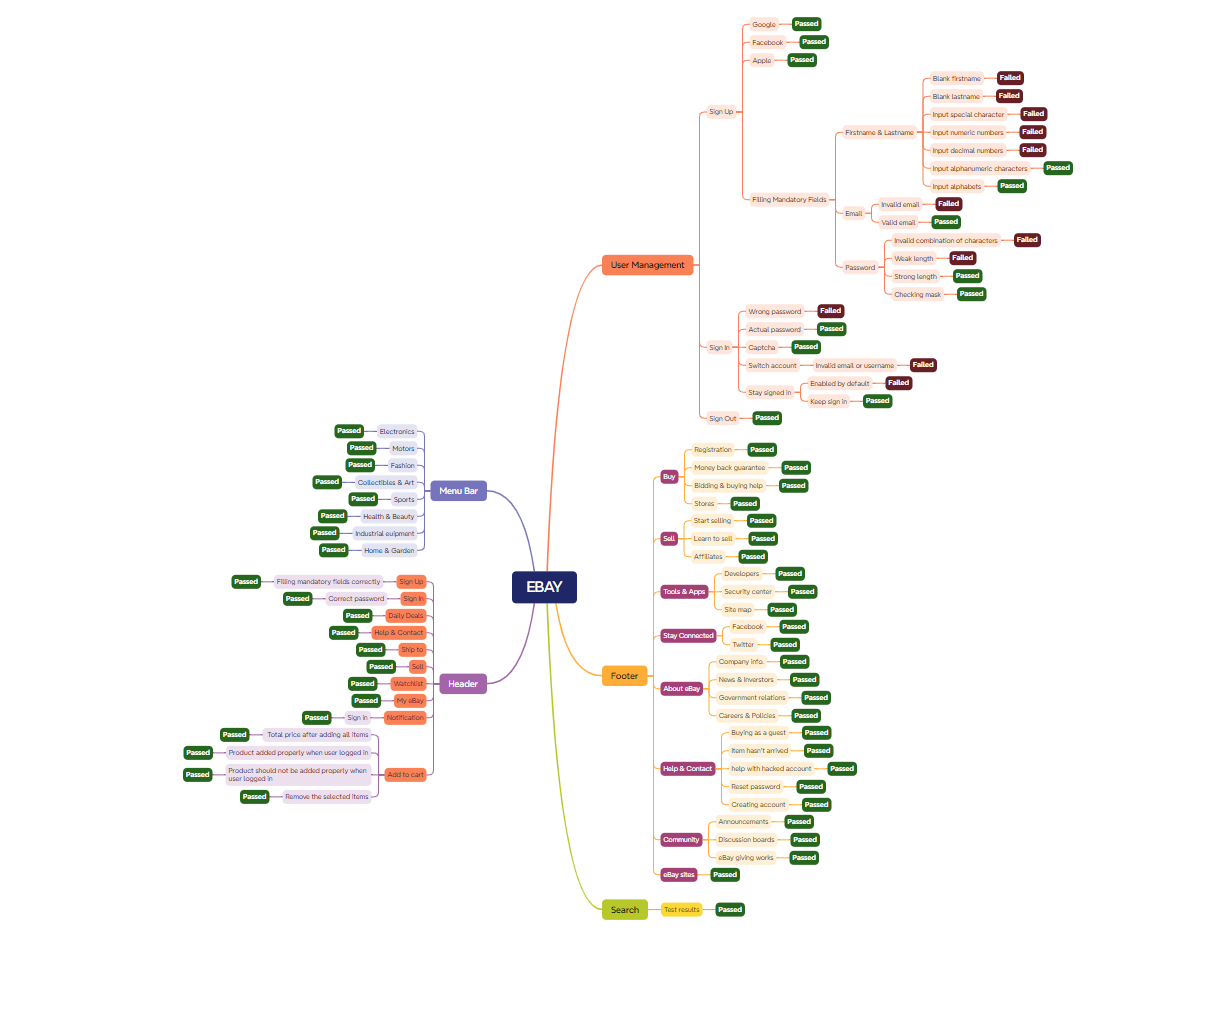 Google Passed
Facebook Passed
Apple Passed
Sign Up
Blank firstname Failed
Blank lastname Failed
Input special character Failed
Firstname & Lastname Input numeric numbers Failed
Input decimal numbers Failed
Input alphanumeric characters Passed
Input alphabets Passed
Filling Mandatory Fields
Invalid email Failed
Email
Valid email Passed
Invalid combination of characters Failed
Weak length Failed
Password
Strong length Passed
Checking mask Passed
User Management
Wrong password Failed
Actual password Passed
Sign In Captcha Passed
Switch account Invalid email or username Failed
Enabled by default Failed
Stay signed in
Keep sign in Passed
Sign Out Passed
Passed Electronics
Passed Motors
Passed Fashion
Passed Collectibles & Art
Menu Bar
Passed Sports
Passed Health & Beauty
Passed Industrial euipment
Passed Home & Garden
EBAY
Passed Filling mandatory fields correctly Sign Up
Passed Correct password Sign In
Passed Daily Deals
Passed Help & Contact
Passed Ship to
Passed Sell
Passed Watchlist
Header
Passed My eBay
Passed Sign in Notification
Passed Total price after adding all items
Passed Product added properly when user logged in
Passed Product should not be added properly when
user logged in
Add to cart
Passed Remove the selected items
Registration Passed
Money back guarantee Passed
Buy
Bidding & buying help Passed
Stores Passed
Start selling Passed
Sell Learn to sell Passed
Affiliates Passed
Developers Passed
Tools & Apps Security center Passed
Site map Passed
Facebook Passed
Stay Connected
Twitter Passed
Footer
Company info. Passed
News & Inverstors Passed
About eBay
Government relations Passed
Careers & Policies Passed
Buying as a guest Passed
Item hasn't arrived Passed
Help & Contact help with hacked account Passed
Reset password Passed
Creating account Passed
Announcements Passed
Community Discussion boards Passed
eBay giving works Passed
eBay sites Passed
Search Test results Passed